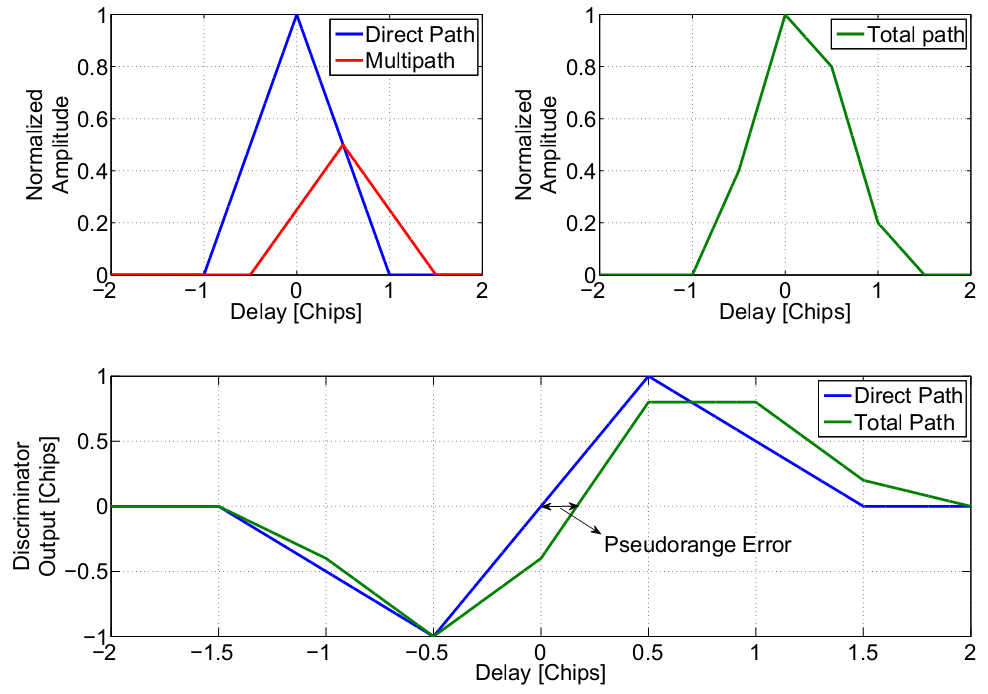 Direct Path
Multipath
Normalized
Amplitude
1
0.8
0.6
0.4
0.2
0
−2
−1
0
1
2
Delay [Chips]
Total path
Normalized
Amplitude
1
0.8
0.6
0.4
0.2
0
−2
−1
0
1
2
Delay [Chips]
Direct Path
Total Path
Discriminator
Output [Chips]
1
0.5
0
−0.5
−1
Pseudorange Error
−2
−1.5
−1
−0.5
0
0.5
1
1.5
2
Delay [Chips]